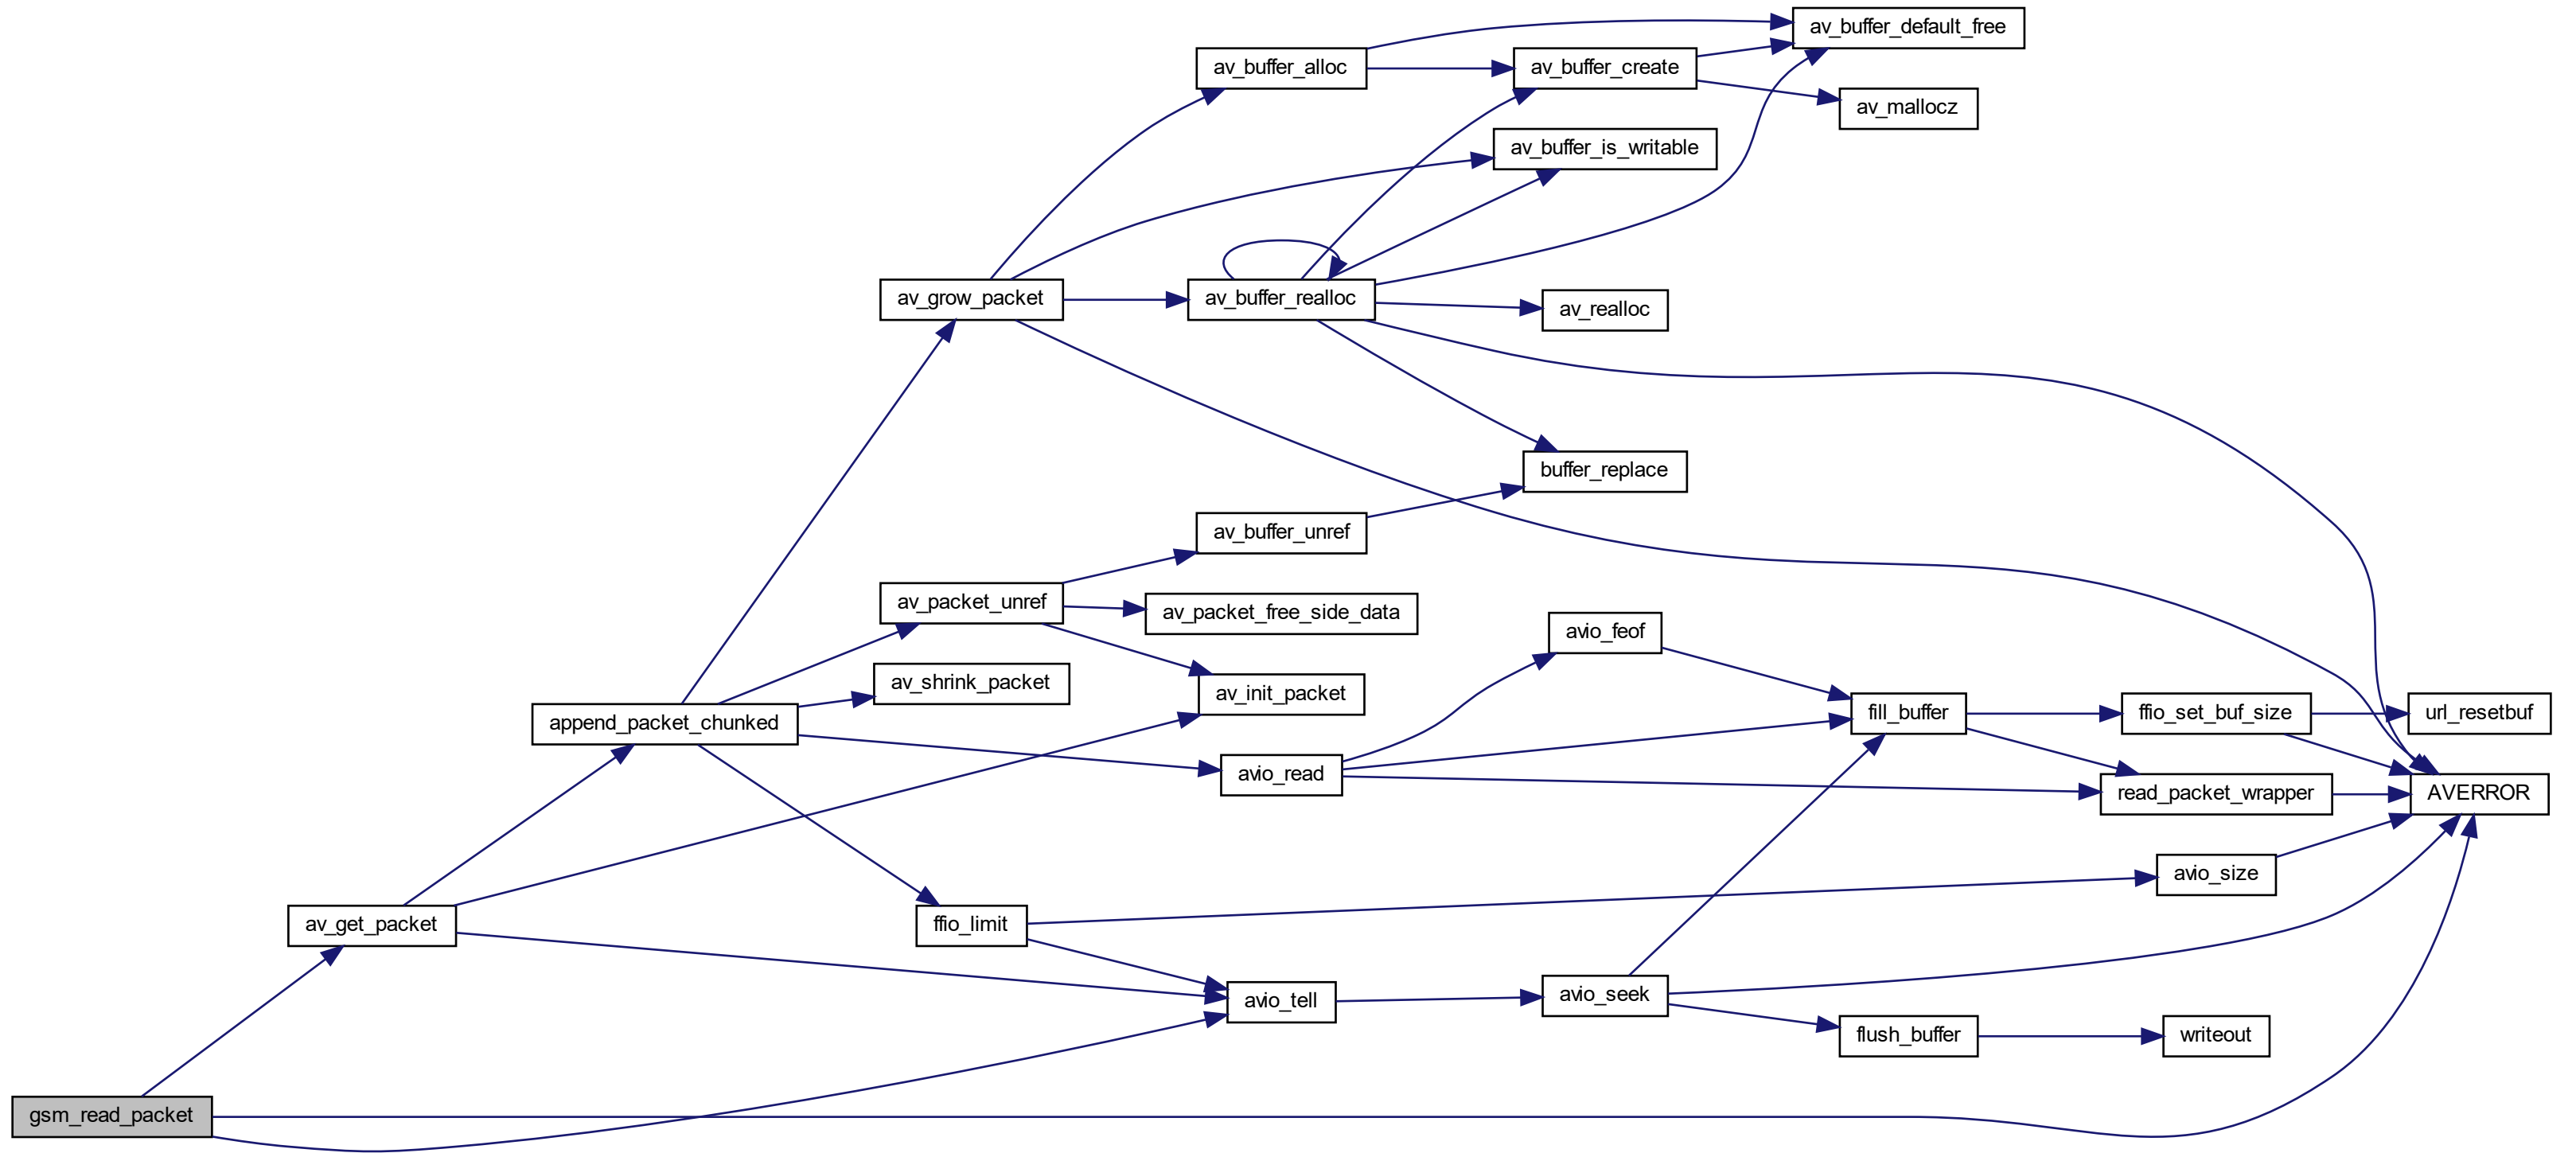 av_buffer_default_free
av_buffer_alloc
av_buffer_create
av_mallocz
av_buffer_is_writable
av_grow_packet
av_buffer_realloc
av_realloc
buffer_replace
av_buffer_unref
av_packet_unref
av_packet_free_side_data
avio_feof
av_shrink_packet
av_init_packet
append_packet_chunked
fill_buffer
ffio_set_buf_size
url_resetbuf
avio_read
read_packet_wrapper
AVERROR
avio_size
av_get_packet
ffio_limit
avio_tell
avio_seek
flush_buffer
writeout
gsm_read_packet